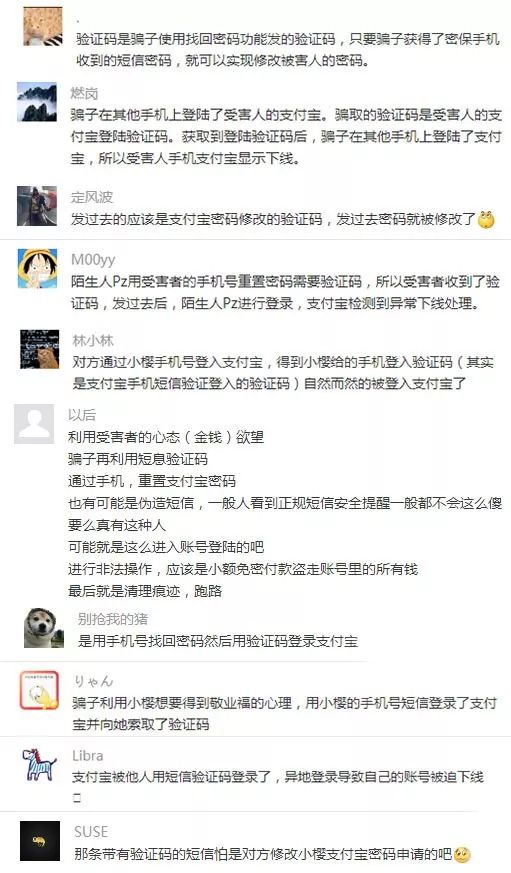 .
验证码是骗子使用找回密码功能发的验证码，只要骗子获得了密保手机
收到的短信密码，就可以实现修改被害人的密码。
燃岗
骗子在其他手机上登陆了受害人的支付宝。骗取的验证码是受害人的支
付宝登陆验证码。获取到登陆验证码后，骗子在其他手机上登陆了支付
宝，所以受害人手机支付宝显示下线。
定风波
发过去的应该是支付宝密码修改的验证码，发过去密码就被修改了
M00yy
陌生人Pz用受害者的手机号重置密码需要验证码，所以受害者收到了验
证码，发过去后，陌生人Pz进行登录，支付宝检测到异常下线处理。
林小林
对方通过小樱手机号登入支付宝，得到小樱给的手机登入验证码（其实
是支付宝手机短信验证登入的验证码）自然而然的被登入支付宝了
以后
利用受害者的心态（金钱）欲望
骗子再利用短息验证码
通过手机，重置支付宝密码
也有可能是伪造短信，一般人看到正规短信安全提醒一般都不会这么傻
要么真有这种人
可能就是这么进入账号登陆的吧
进行非法操作，应该是小额免密付款盗走账号里的所有钱
最后就是清理痕迹，跑路
别抢我的猪
是用手机号找回密码然后用验证码登录支付宝
りゃん
骗子利用小樱想要得到敬业福的心理，用小樱的手机号短信登录了支付
宝并向她索取了验证码
Libra
支付宝被他人用短信验证码登录了，异地登录导致自己的账号被迫下线
SUSE
那条带有验证码的短信怕是对方修改小樱支付宝密码申请的吧